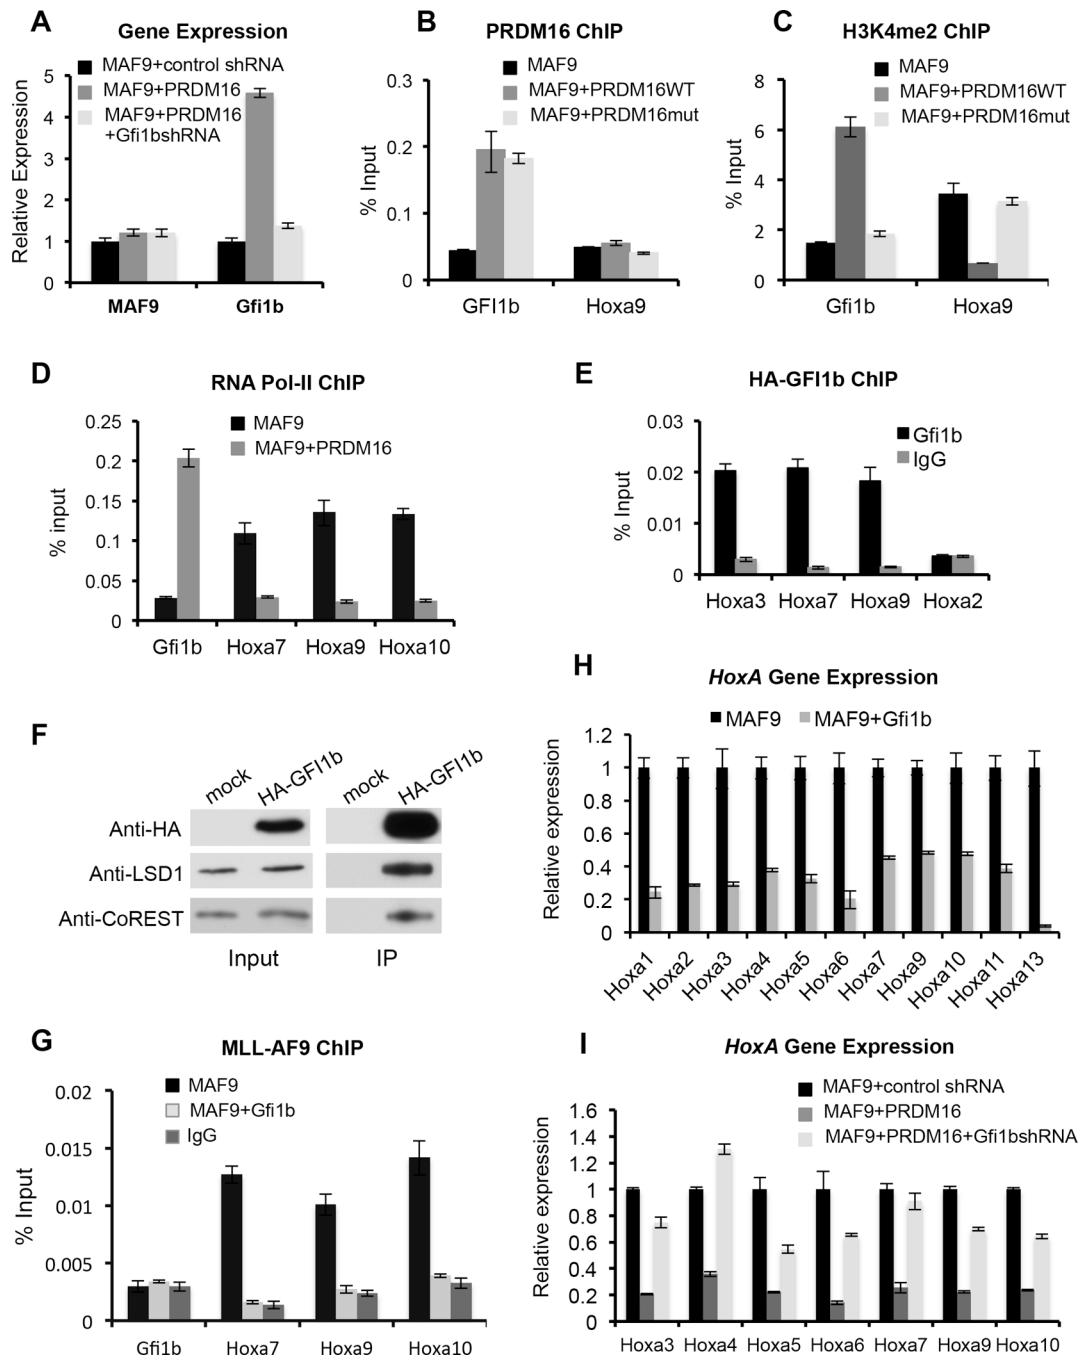 A
Gene Expression
MAF9+control shRNA
MAF9+PRDM16
MAF9+PRDM16
+Gfi1bshRNA
Relative Expression
5
4
3
2
1
0
MAF9
Gfi1b
B
PRDM16 ChIP
MAF9
MAF9+PRDM16WT
MAF9+PRDM16mut
% Input
0.3
0.2
0.1
0
GFI1b
Hoxa9
C
H3K4me2 ChIP
MAF9
MAF9+PRDM16WT
MAF9+PRDM16mut
% Input
8
6
4
2
0
Gfi1b
Hoxa9
D
RNA Pol-II ChIP
MAF9
MAF9+PRDM16
% input
0.25
0.2
0.15
0.1
0.05
0
Gfi1b
Hoxa7
Hoxa9
Hoxa10
E
HA-GFI1b ChIP
Gfi1b
IgG
% Input
0.03
0.02
0.01
0
Hoxa3
Hoxa7
Hoxa9
Hoxa2
F
mock
HA-GFI1b
mock
HA-GFI1b
Anti-HA
Anti-LSD1
Anti-CoREST
Input
IP
H
HoxA Gene Expression
MAF9
MAF9+Gfi1b
Relative expression
1.2
1
0.8
0.6
0.4
0.2
0
Hoxa1
Hoxa2
Hoxa3
Hoxa4
Hoxa5
Hoxa6
Hoxa7
Hoxa9
Hoxa10
Hoxa11
Hoxa13
G
MLL-AF9 ChIP
MAF9
MAF9+Gfi1b
IgG
% Input
0.02
0.015
0.01
0.005
0
Gfi1b
Hoxa7
Hoxa9
Hoxa10
I
HoxA Gene Expression
MAF9+control shRNA
MAF9+PRDM16
MAF9+PRDM16+Gfi1bshRNA
Relative expression
1.6
1.4
1.2
1
0.8
0.6
0.4
0.2
0
Hoxa3
Hoxa4
Hoxa5
Hoxa6
Hoxa7
Hoxa9
Hoxa10